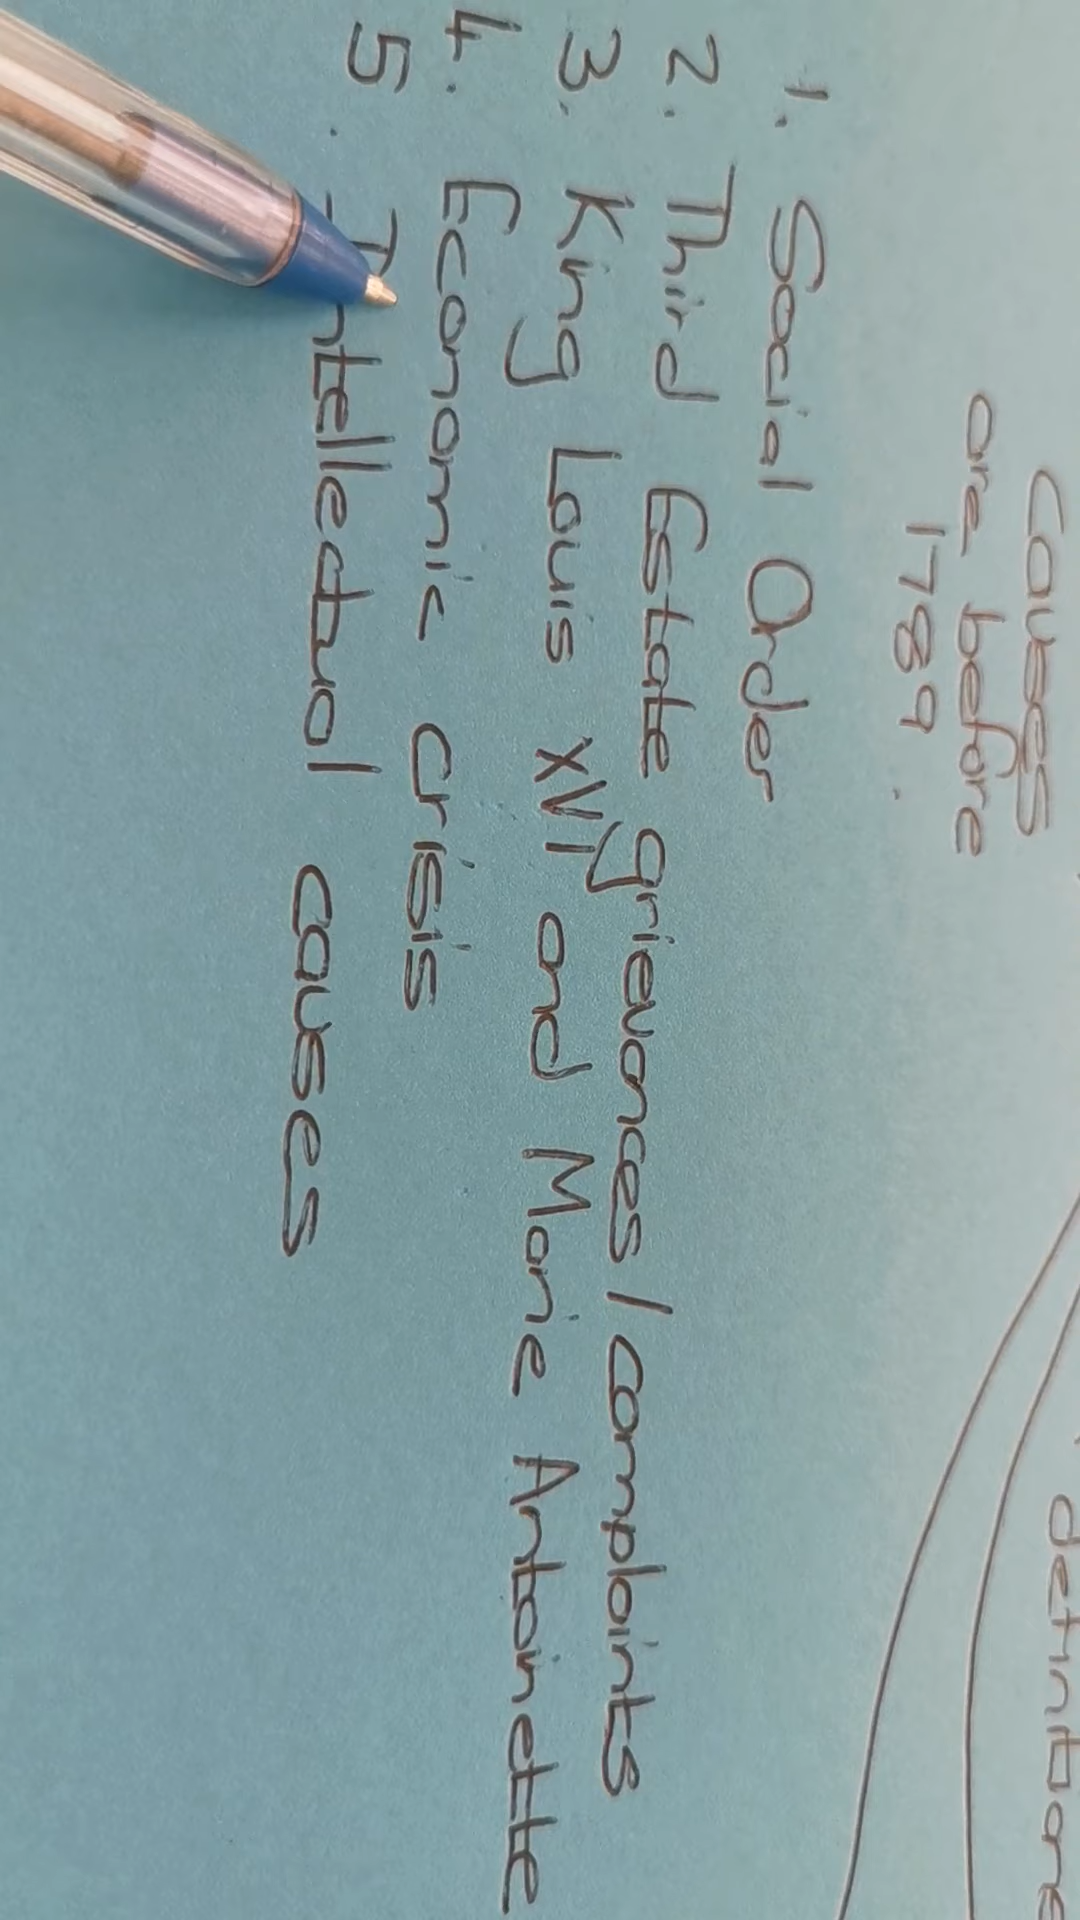 Causes
are before
1789.
definitions
1. Social Order
2. Third Estate grievances/complaints
3. King Louis XVI and Marie Antoinette
4. Economic crisis
5. Intellectual causes